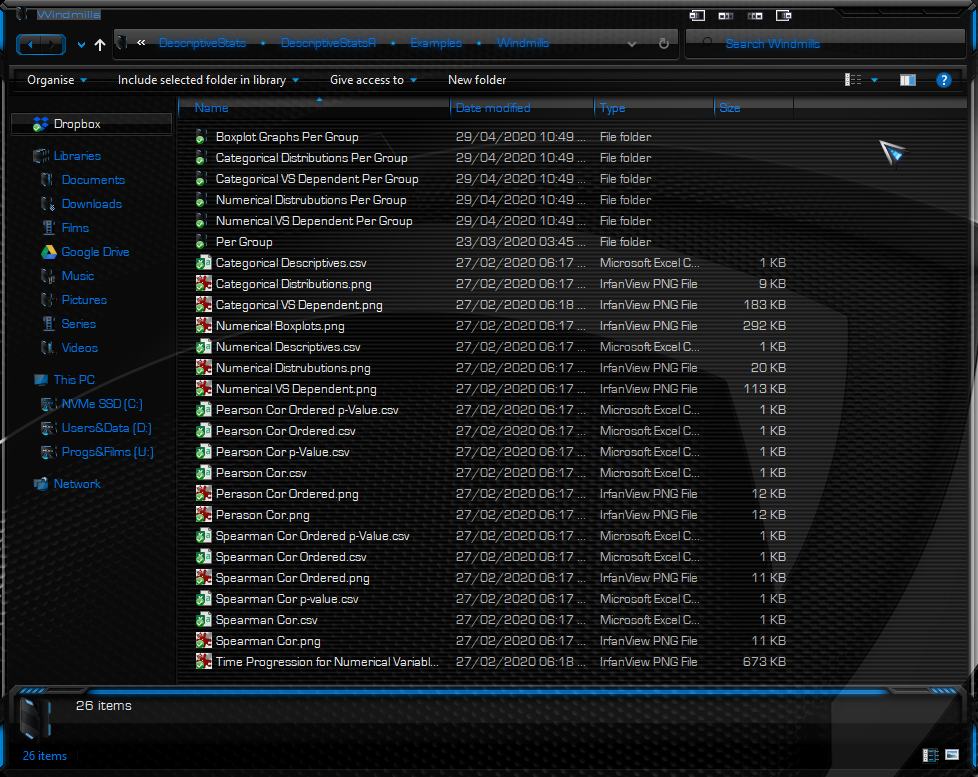 Windmills
« DescriptiveStats • DescriptiveStatsR • Examples • Windmills
Search Windmills
Organise Include selected folder in library Give access to New folder
Name Date modified Type Size
Dropbox
Libraries
Documents
Downloads
Films
Google Drive
Music
Pictures
Series
Videos
This PC
NVMe SSD (C:)
Users&Data (D:)
Progs&Films (U:)
Network
Boxplot Graphs Per Group 29/04/2020 10:49 ... File folder
Categorical Distributions Per Group 29/04/2020 10:49 ... File folder
Categorical VS Dependent Per Group 29/04/2020 10:49 ... File folder
Numerical Distrubutions Per Group 29/04/2020 10:49 ... File folder
Numerical VS Dependent Per Group 29/04/2020 10:49 ... File folder
Per Group 23/03/2020 03:45 ... File folder
Categorical Descriptives.csv 27/02/2020 06:17 ... Microsoft Excel C... 1 KB
Categorical Distributions.png 27/02/2020 06:17 ... IrfanView PNG File 9 KB
Categorical VS Dependent.png 27/02/2020 06:18 ... IrfanView PNG File 183 KB
Numerical Boxplots.png 27/02/2020 06:17 ... IrfanView PNG File 292 KB
Numerical Descriptives.csv 27/02/2020 06:17 ... Microsoft Excel C... 1 KB
Numerical Distrubutions.png 27/02/2020 06:17 ... IrfanView PNG File 20 KB
Numerical VS Dependent.png 27/02/2020 06:17 ... IrfanView PNG File 113 KB
Pearson Cor Ordered p-Value.csv 27/02/2020 06:17 ... Microsoft Excel C... 1 KB
Pearson Cor Ordered.csv 27/02/2020 06:17 ... Microsoft Excel C... 1 KB
Pearson Cor p-Value.csv 27/02/2020 06:17 ... Microsoft Excel C... 1 KB
Pearson Cor.csv 27/02/2020 06:17 ... Microsoft Excel C... 1 KB
Perason Cor Ordered.png 27/02/2020 06:17 ... IrfanView PNG File 12 KB
Perason Cor.png 27/02/2020 06:17 ... IrfanView PNG File 12 KB
Spearman Cor Ordered p-Value.csv 27/02/2020 06:17 ... Microsoft Excel C... 1 KB
Spearman Cor Ordered.csv 27/02/2020 06:17 ... Microsoft Excel C... 1 KB
Spearman Cor Ordered.png 27/02/2020 06:17 ... IrfanView PNG File 11 KB
Spearman Cor p-value.csv 27/02/2020 06:17 ... Microsoft Excel C... 1 KB
Spearman Cor.csv 27/02/2020 06:17 ... Microsoft Excel C... 1 KB
Spearman Cor.png 27/02/2020 06:17 ... IrfanView PNG File 11 KB
Time Progression for Numerical Variabl... 27/02/2020 06:18 ... IrfanView PNG File 673 KB
26 items
26 items